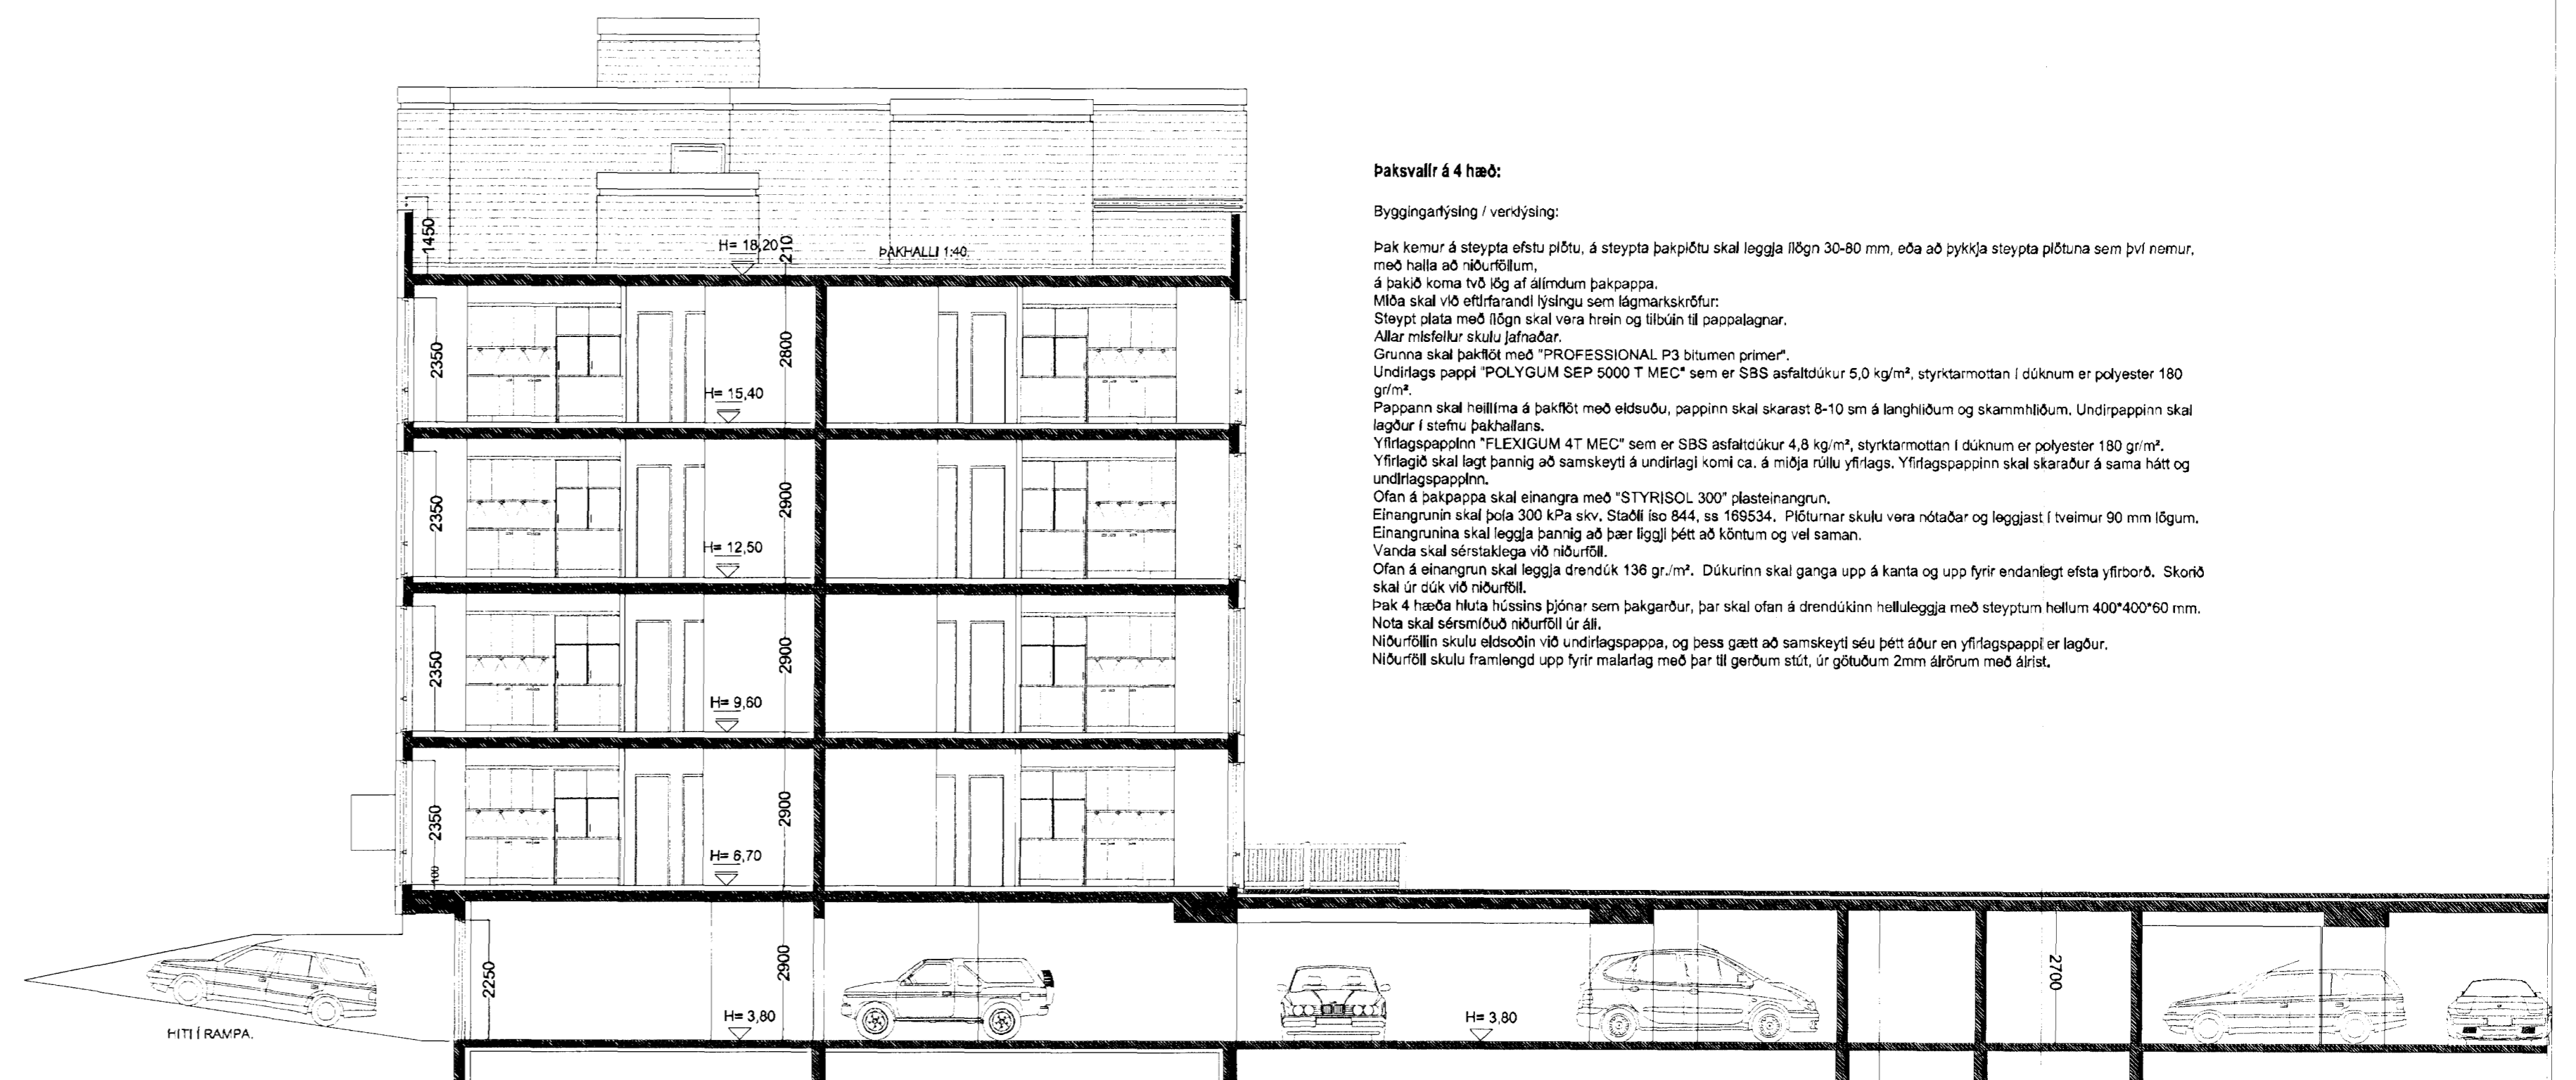 Þaksvalir á 4 hæð:
Byggingarlýsing / verklýsing:
Þak kemur á steypta efstu plötu, á steypta þakplötu skal leggja ílögn 30-80 mm, eða að þykkja steypta plötuna sem því nemur,
með halla að niðurföllum,
á þakið koma tvö lög af álímdum þakpappa.
Miða skal við eftirfarandi lýsingu sem lágmarkskröfur:
Steypt plata með ílögn skal vera hrein og tilbúin til pappalagnar.
Allar misfellur skulu jafnaðar.
Grunna skal þakflöt með "PROFESSIONAL P3 bitumen primer".
Undirlags pappi "POLYGUM SEP 5000 T MEC" sem er SBS asfaltdúkur 5,0 kg/m², styrktarmottan í dúknum er polyester 180
gr/m².
Pappann skal heillíma á þakflöt með eldsuðu, pappinn skal skarast 8-10 sm á langhliðum og skammhliðum. Undirpappinn skal
lagður í stefnu þakhallans.
Yfirlagspappinn "FLEXIGUM 4T MEC" sem er SBS asfaltdúkur 4,8 kg/m², styrktarmottan í dúknum er polyester 180 gr/m².
Yfirlagið skal lagt þannig að samskeyti á undirlagi komi ca. á miðja rúllu yfirlags. Yfirlagspappinn skal skaraður á sama hátt og
undirlagspappinn.
Ofan á þakpappa skal einangra með "STYRISOL 300" plasteinangrun.
Einangrunin skal þola 300 kPa skv. Staðli iso 844, ss 169534. Plöturnar skulu vera nótaðar og leggjast í tveimur 90 mm lögum.
Einangrunina skal leggja þannig að þær liggji þétt að köntum og vel saman.
Vanda skal sérstaklega við niðurföll.
Ofan á einangrun skal leggja drendúk 136 gr./m². Dúkurinn skal ganga upp á kanta og upp fyrir endanlegt efsta yfirborð. Skorið
skal úr dúk við niðurföll.
Þak 4 hæða hluta hússins þjónar sem þakgarður, þar skal ofan á drendúkinn helluleggja með steyptum hellum 400*400*60 mm.
Nota skal sérsmíðuð niðurföll úr áli.
Niðurföllin skulu eldsoðin við undirlagspappa, og þess gætt að samskeyti séu þétt áður en yfirlagspappi er lagður.
Niðurföll skulu framlengd upp fyrir malarlag með þar til gerðum stút, úr götuðum 2mm álrörum með álrist.
1450
H= 18,20
210
ÞAKHALLI 1:40.
2350
2800
H= 15,40
2350
2900
H= 12,50
2350
2900
H= 9,60
2350
2900
H= 6,70
100
2250
2900
H= 3,80
H= 3,80
2700
HITI Í RAMPA.